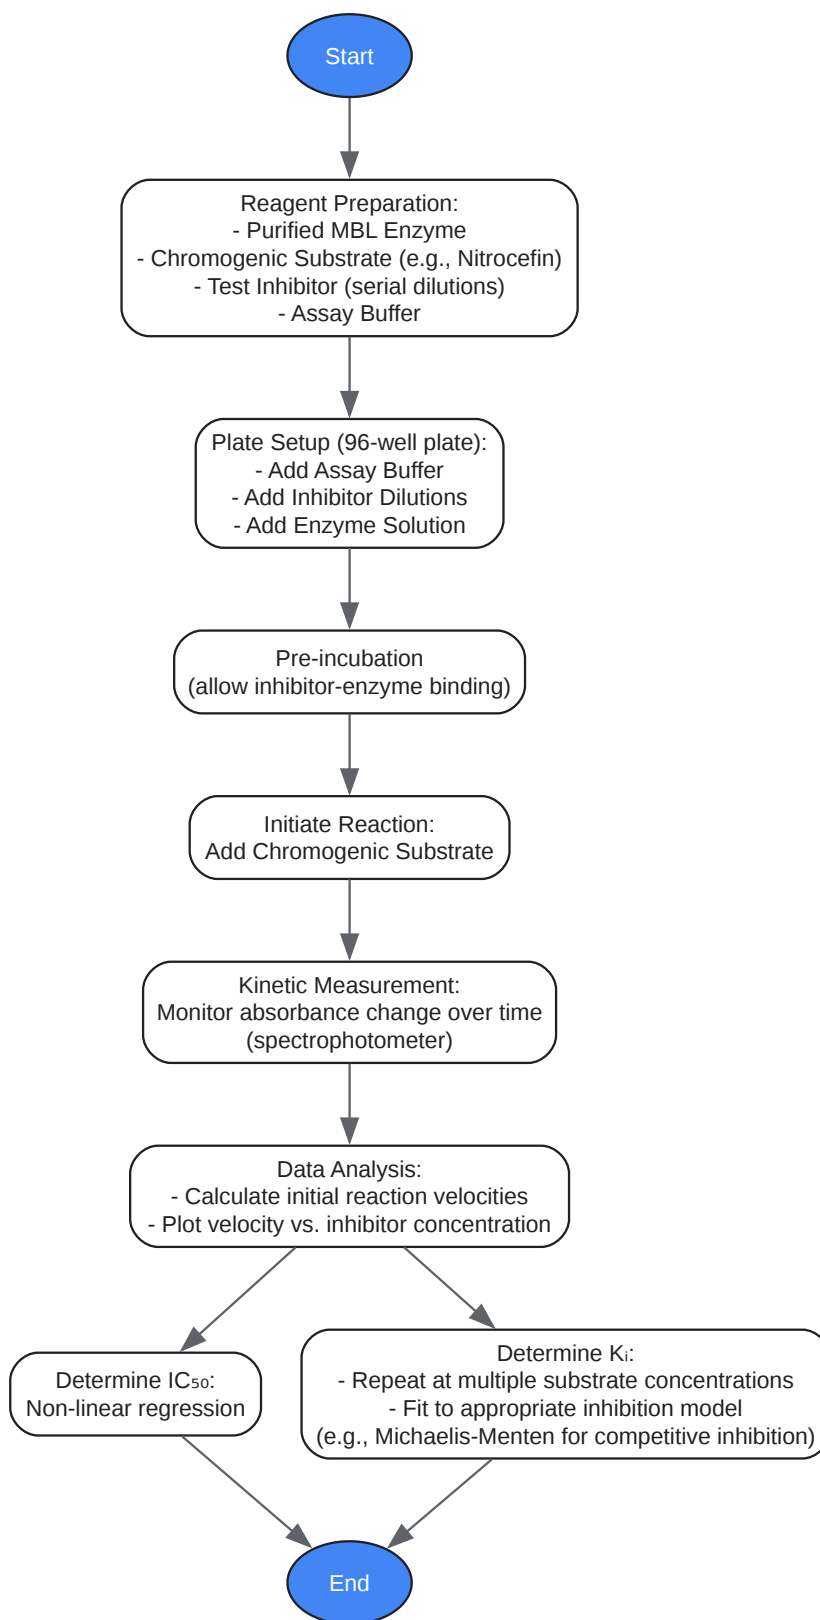 Start
Reagent Preparation:
- Purified MBL Enzyme
- Chromogenic Substrate (e.g., Nitrocefin)
- Test Inhibitor (serial dilutions)
- Assay Buffer
Plate Setup (96-well plate):
- Add Assay Buffer
- Add Inhibitor Dilutions
- Add Enzyme Solution
Pre-incubation
(allow inhibitor-enzyme binding)
Initiate Reaction:
Add Chromogenic Substrate
Kinetic Measurement:
Monitor absorbance change over time
(spectrophotometer)
Data Analysis:
- Calculate initial reaction velocities
- Plot velocity vs. inhibitor concentration
Determine IC₅₀:
Non-linear regression
Determine Kᵢ:
- Repeat at multiple substrate concentrations
- Fit to appropriate inhibition model
(e.g., Michaelis-Menten for competitive inhibition)
End